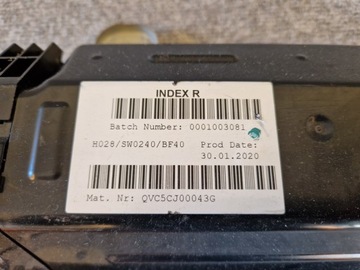 INDEX R
Batch Number: 0001003081
H028/SW0240/BF40 Prod Date:
30.01.2020
Mat. Nr: QVC5CJ00043G